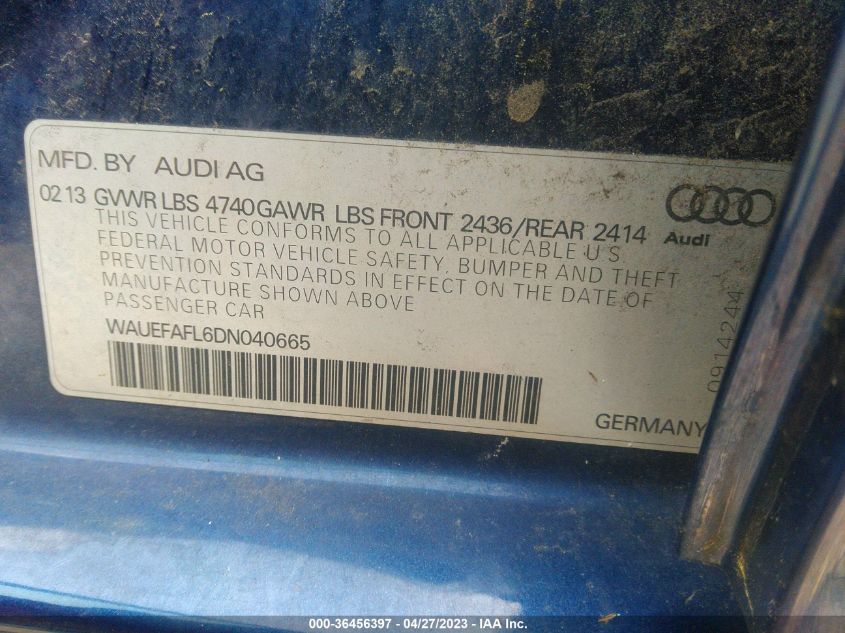 MFD. BY AUDI AG
02 13 GVWR LBS 4740 GAWR LBS FRONT 2436/REAR 2414
THIS VEHICLE CONFORMS TO ALL APPLICABLE U S
FEDERAL MOTOR VEHICLE SAFETY, BUMPER AND THEFT
PREVENTION STANDARDS IN EFFECT ON THE DATE OF
MANUFACTURE SHOWN ABOVE
PASSENGER CAR
WAUEFAFL6DN040665
Audi
0914244
GERMANY
000-36456397 - 04/27/2023 - IAA Inc.